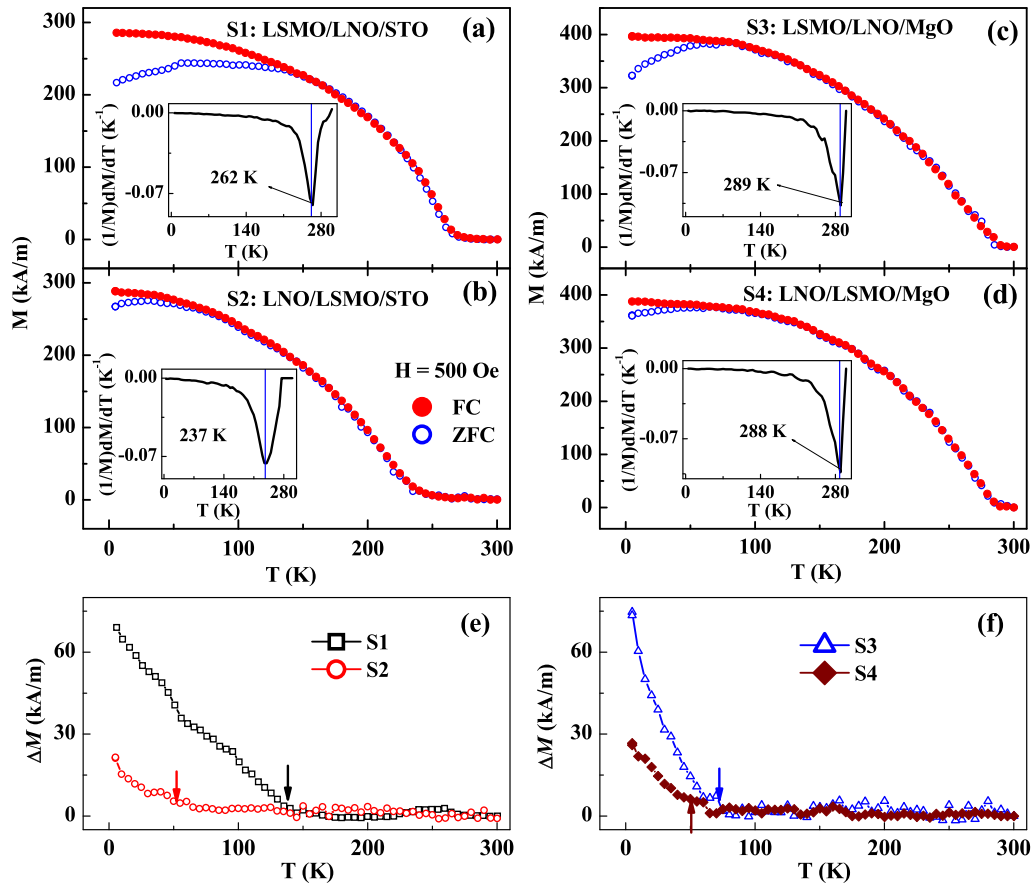 S1: LSMO/LNO/STO
(a)
300
200
100
0
0.00
-0.07
(1/M)dM/dT (K⁻¹)
262 K
0
140
280
T (K)
S3: LSMO/LNO/MgO
(c)
400
300
200
100
0
0.00
-0.07
(1/M)dM/dT (K⁻¹)
289 K
0
140
280
T (K)
M (kA/m)
M (kA/m)
S2: LNO/LSMO/STO
(b)
300
200
100
0
0.00
-0.07
(1/M)dM/dT (K⁻¹)
237 K
0
140
280
T (K)
H = 500 Oe
FC
ZFC
0
100
200
300
T (K)
S4: LNO/LSMO/MgO
(d)
400
300
200
100
0
0.00
-0.07
(1/M)dM/dT (K⁻¹)
288 K
0
140
280
T (K)
0
100
200
300
T (K)
(e)
S1
S2
60
30
0
ΔM (kA/m)
0
100
200
300
T (K)
(f)
S3
S4
60
30
0
ΔM (kA/m)
0
100
200
300
T (K)